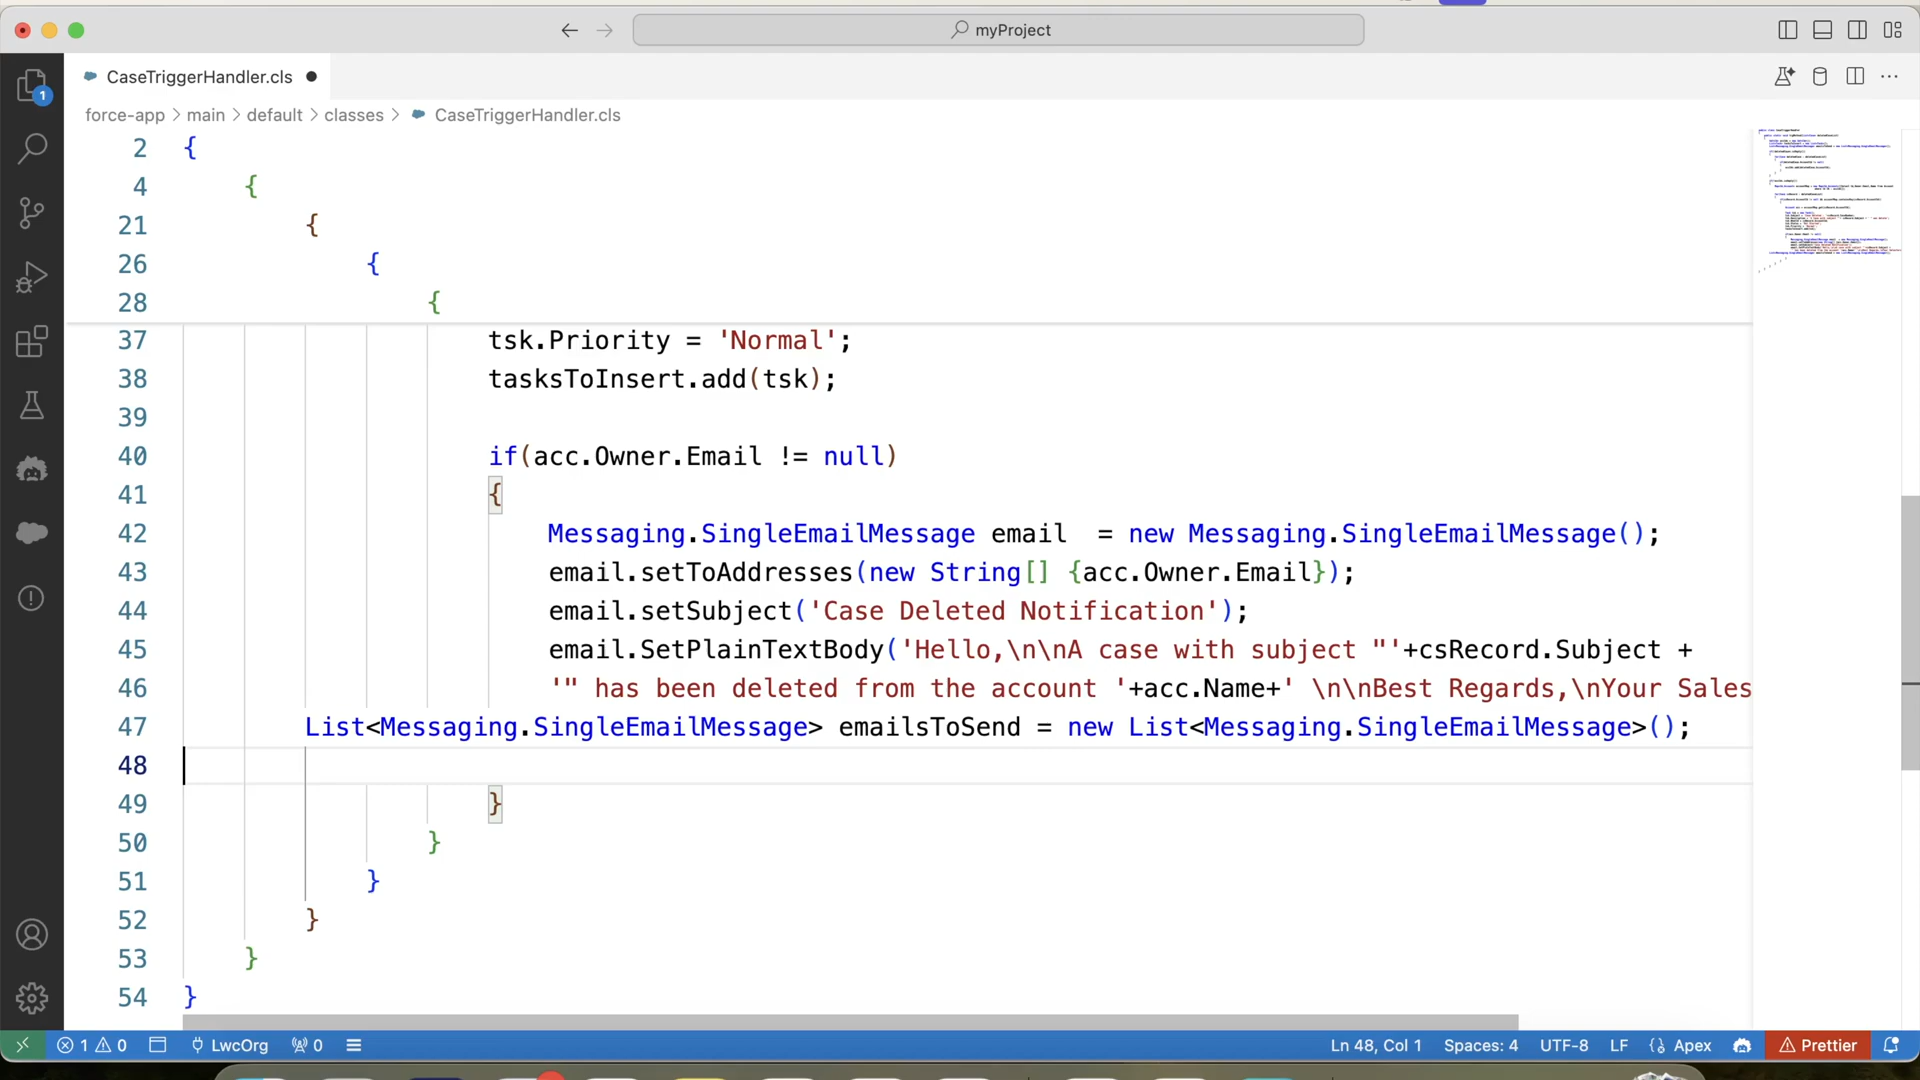 myProject
CaseTriggerHandler.cls
force-app > main > default > classes > CaseTriggerHandler.cls
1
2 {
4 {
21 {
26 {
28 {
37 tsk.Priority = 'Normal';
38 tasksToInsert.add(tsk);
39
40 if(acc.Owner.Email != null)
41 {
42 Messaging.SingleEmailMessage email  = new Messaging.SingleEmailMessage();
43 email.setToAddresses(new String[] {acc.Owner.Email});
44 email.setSubject('Case Deleted Notification');
45 email.SetPlainTextBody('Hello,\n\nA case with subject "'+csRecord.Subject +
46 '" has been deleted from the account '+acc.Name+' \n\nBest Regards,\nYour Sales
47 List<Messaging.SingleEmailMessage> emailsToSend = new List<Messaging.SingleEmailMessage>();
48
49 }
50 }
51 }
52 }
53 }
54 }
1 0 LwcOrg 0 Ln 48, Col 1 Spaces: 4 UTF-8 LF Apex Prettier